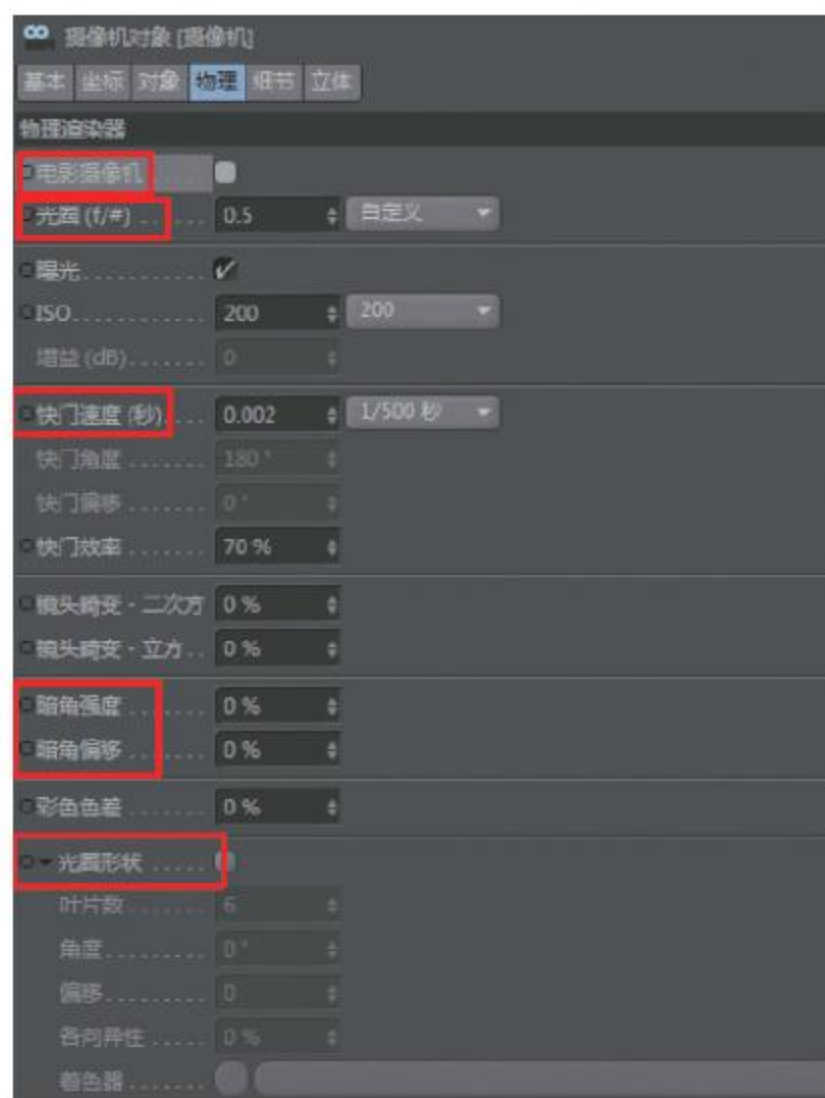 摄像机对象 [摄像机]
基本 坐标 对象 物理 细节 立体
物理渲染器
电影摄像机
光圈 (f/#) ...... 0.5 自定义
曝光...........
ISO............ 200 200
增益 (dB)....... 0
快门速度 (秒).... 0.002 1/500 秒
快门角度 ....... 180 °
快门偏移 ....... 0 °
快门效率 ....... 70 %
镜头畸变 - 二次方 0 %
镜头畸变 - 立方.. 0 %
暗角强度 ....... 0 %
暗角偏移 ....... 0 %
彩色色差 ....... 0 %
光圈形状 .....
叶片数 ....... 6
角度......... 0 °
偏移......... 0
各向异性 ..... 0 %
着色器 .......